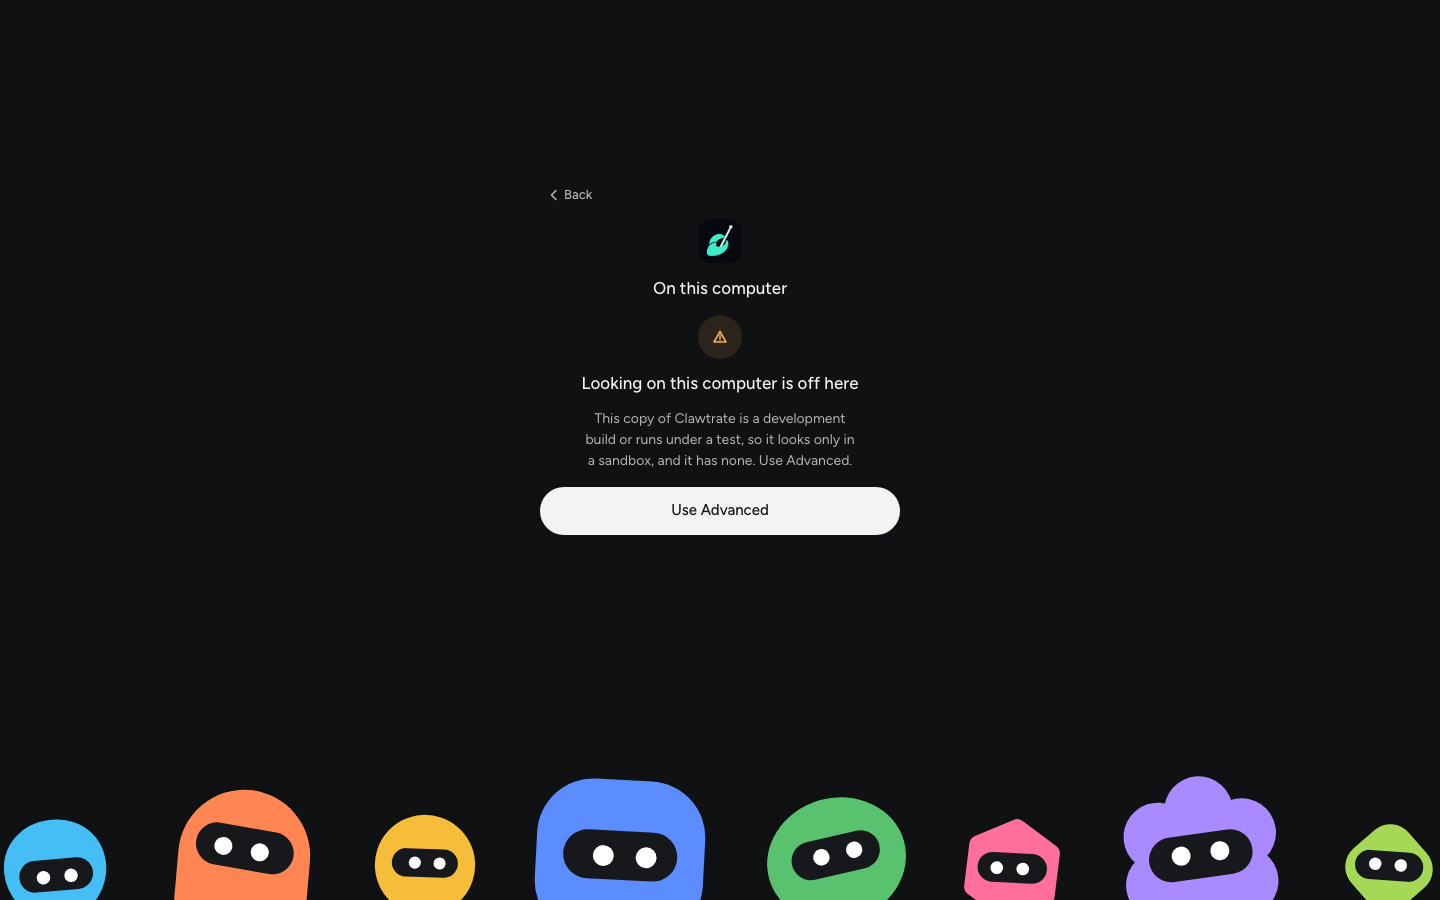 Back
On this computer
Looking on this computer is off here
This copy of Clawtrate is a development
build or runs under a test, so it looks only in
a sandbox, and it has none. Use Advanced.
Use Advanced